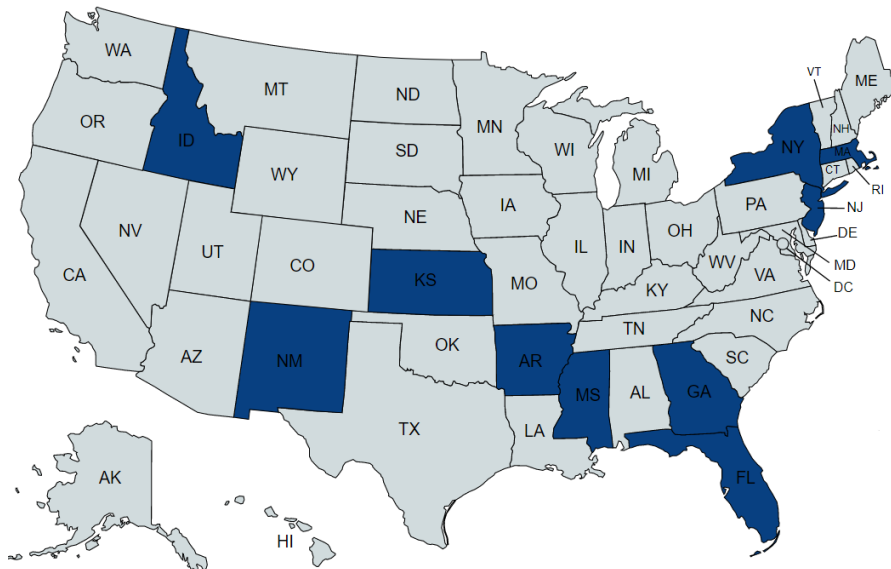 WA
MT
ND
MN
VT
ME
OR
ID
SD
WI
NH
NY
MA
WY
MI
CT
RI
NE
IA
PA
NJ
NV
UT
CO
IL
IN
OH
DE
CA
KS
MO
WV
VA
MD
KY
DC
AZ
NM
OK
AR
TN
NC
SC
MS
AL
GA
TX
LA
FL
AK
HI